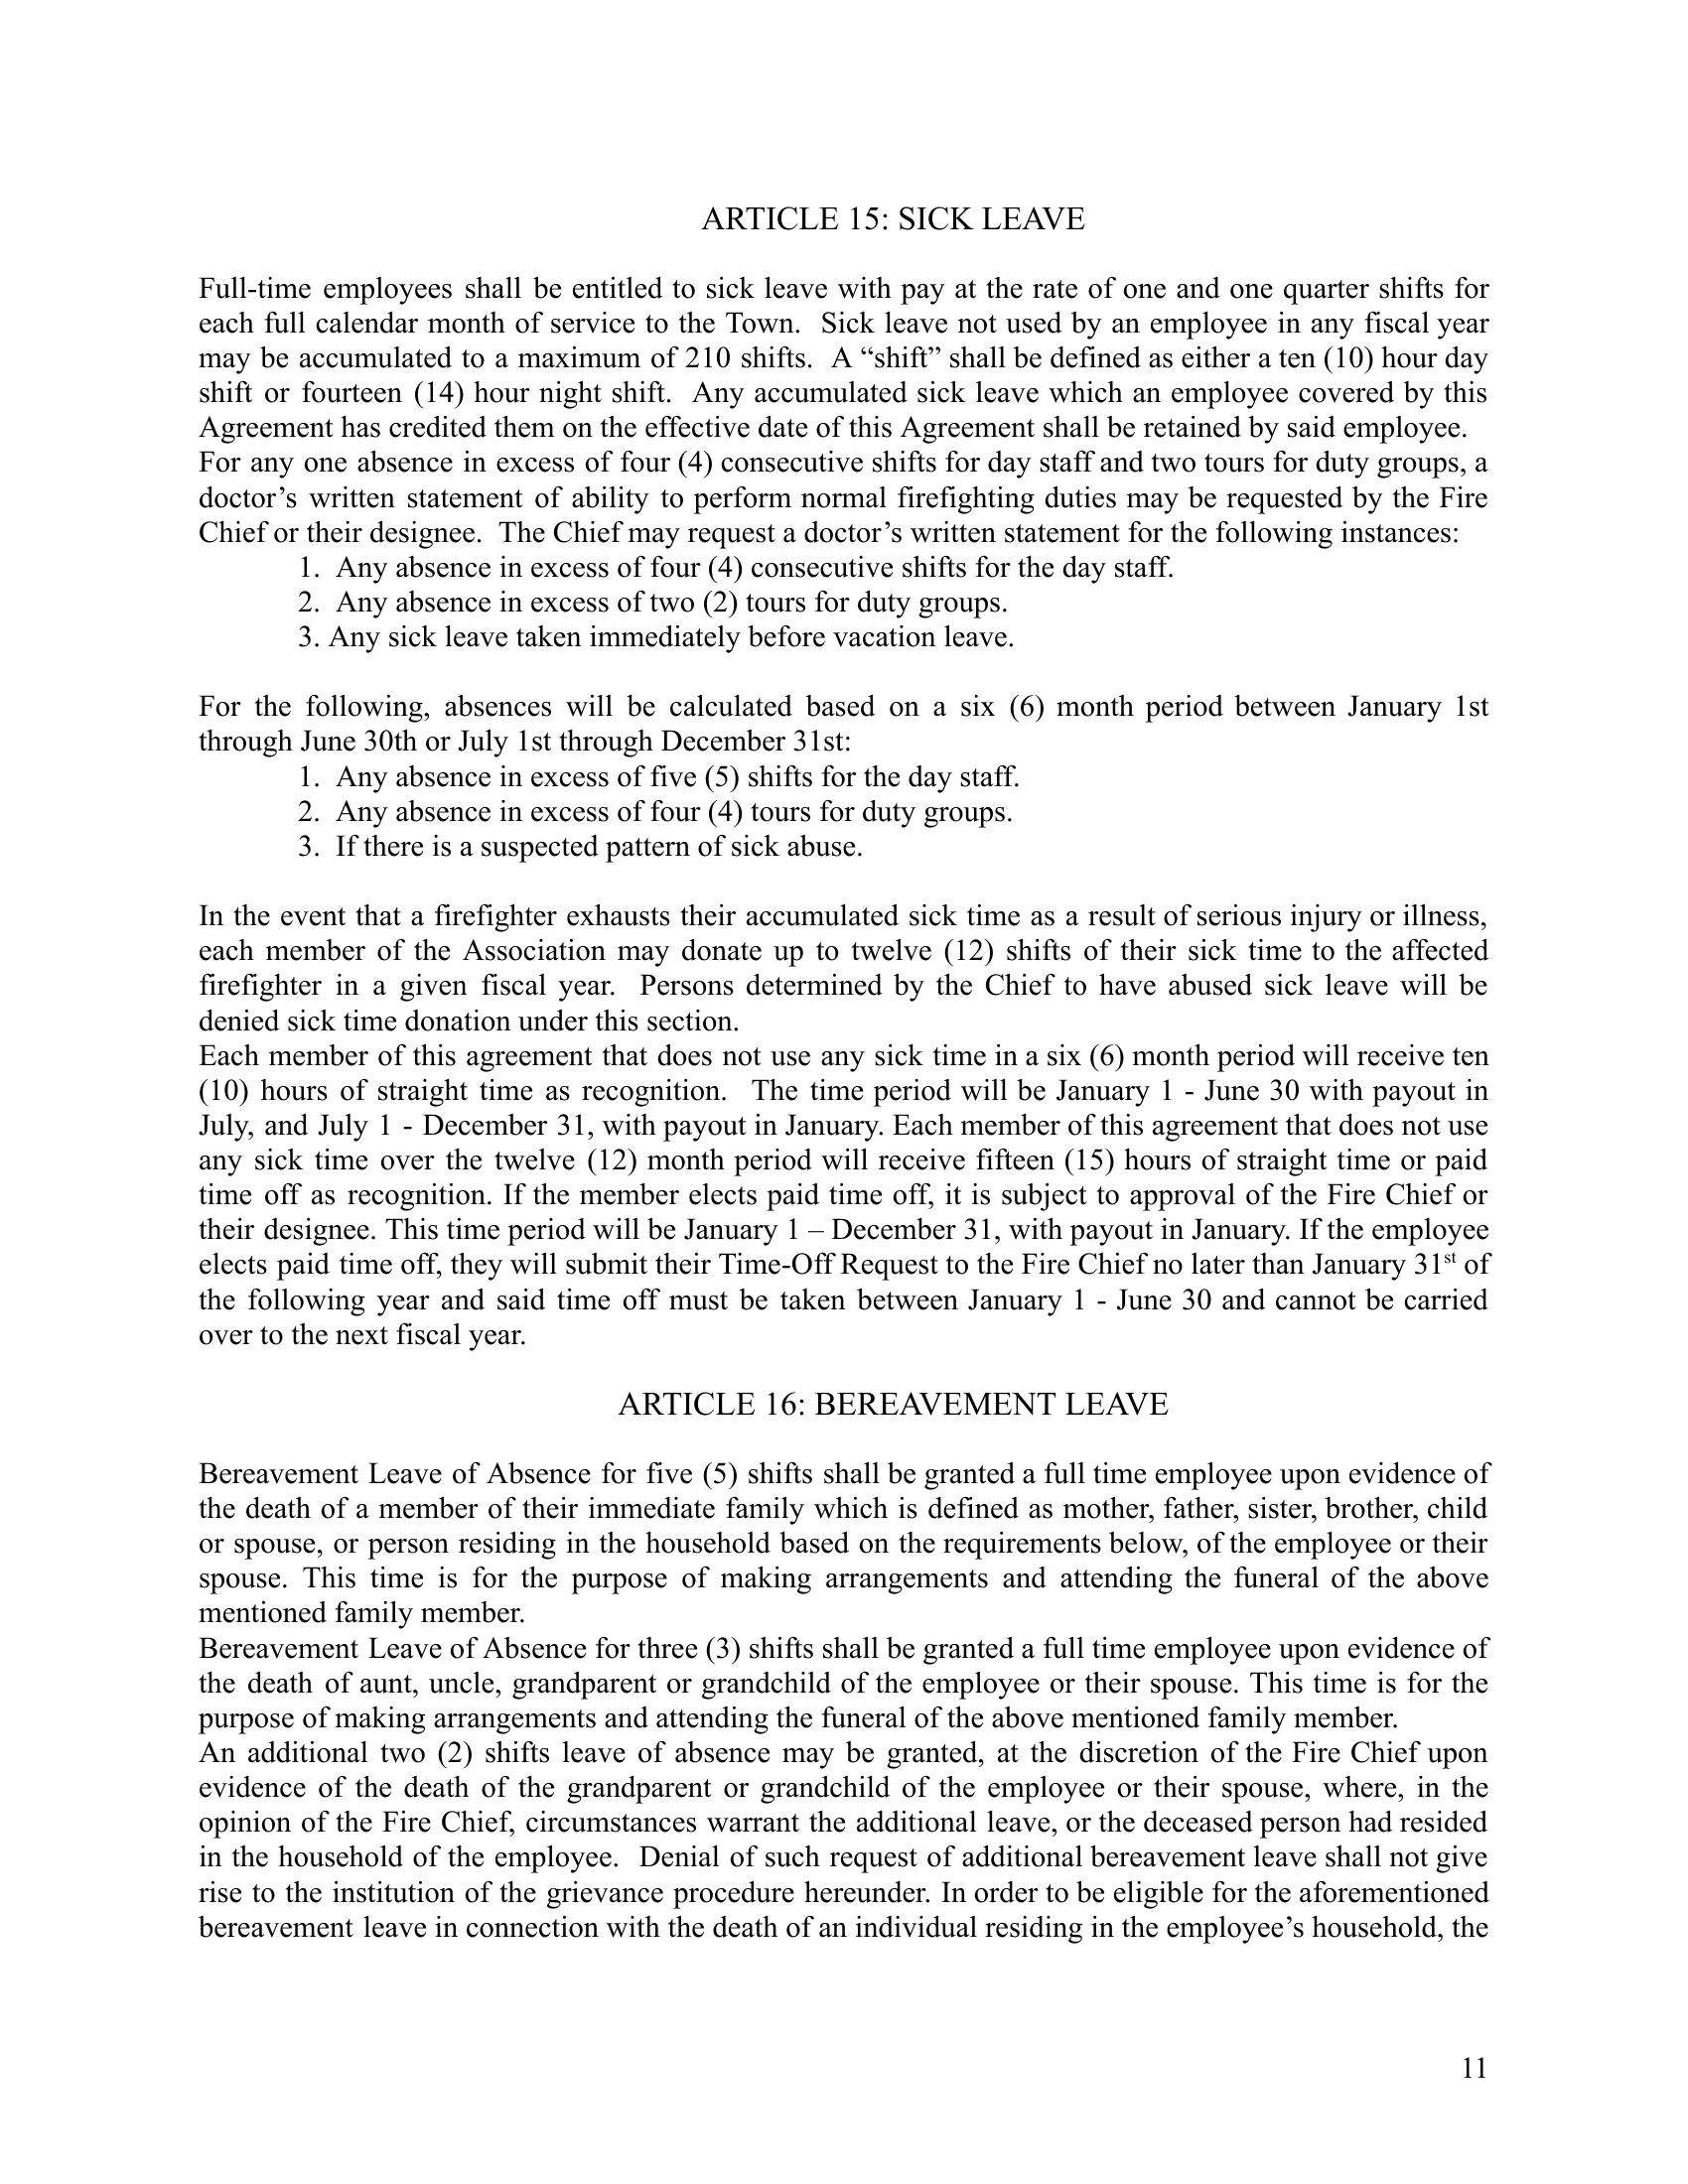 ARTICLE 15: SICK LEAVE
Full-time employees shall be entitled to sick leave with pay at the rate of one and one quarter shifts for
each full calendar month of service to the Town.  Sick leave not used by an employee in any fiscal year
may be accumulated to a maximum of 210 shifts.  A “shift” shall be defined as either a ten (10) hour day
shift or fourteen (14) hour night shift.  Any accumulated sick leave which an employee covered by this
Agreement has credited them on the effective date of this Agreement shall be retained by said employee.
For any one absence in excess of four (4) consecutive shifts for day staff and two tours for duty groups, a
doctor’s written statement of ability to perform normal firefighting duties may be requested by the Fire
Chief or their designee.  The Chief may request a doctor’s written statement for the following instances:
1.  Any absence in excess of four (4) consecutive shifts for the day staff.
2.  Any absence in excess of two (2) tours for duty groups.
3. Any sick leave taken immediately before vacation leave.
For the following, absences will be calculated based on a six (6) month period between January 1st
through June 30th or July 1st through December 31st:
1.  Any absence in excess of five (5) shifts for the day staff.
2.  Any absence in excess of four (4) tours for duty groups.
3.  If there is a suspected pattern of sick abuse.
In the event that a firefighter exhausts their accumulated sick time as a result of serious injury or illness,
each member of the Association may donate up to twelve (12) shifts of their sick time to the affected
firefighter in a given fiscal year.  Persons determined by the Chief to have abused sick leave will be
denied sick time donation under this section.
Each member of this agreement that does not use any sick time in a six (6) month period will receive ten
(10) hours of straight time as recognition.  The time period will be January 1 - June 30 with payout in
July, and July 1 - December 31, with payout in January. Each member of this agreement that does not use
any sick time over the twelve (12) month period will receive fifteen (15) hours of straight time or paid
time off as recognition. If the member elects paid time off, it is subject to approval of the Fire Chief or
their designee. This time period will be January 1 – December 31, with payout in January. If the employee
elects paid time off, they will submit their Time-Off Request to the Fire Chief no later than January 31st of
the following year and said time off must be taken between January 1 - June 30 and cannot be carried
over to the next fiscal year.
ARTICLE 16: BEREAVEMENT LEAVE
Bereavement Leave of Absence for five (5) shifts shall be granted a full time employee upon evidence of
the death of a member of their immediate family which is defined as mother, father, sister, brother, child
or spouse, or person residing in the household based on the requirements below, of the employee or their
spouse. This time is for the purpose of making arrangements and attending the funeral of the above
mentioned family member.
Bereavement Leave of Absence for three (3) shifts shall be granted a full time employee upon evidence of
the death of aunt, uncle, grandparent or grandchild of the employee or their spouse. This time is for the
purpose of making arrangements and attending the funeral of the above mentioned family member.
An additional two (2) shifts leave of absence may be granted, at the discretion of the Fire Chief upon
evidence of the death of the grandparent or grandchild of the employee or their spouse, where, in the
opinion of the Fire Chief, circumstances warrant the additional leave, or the deceased person had resided
in the household of the employee.  Denial of such request of additional bereavement leave shall not give
rise to the institution of the grievance procedure hereunder. In order to be eligible for the aforementioned
bereavement leave in connection with the death of an individual residing in the employee’s household, the
11